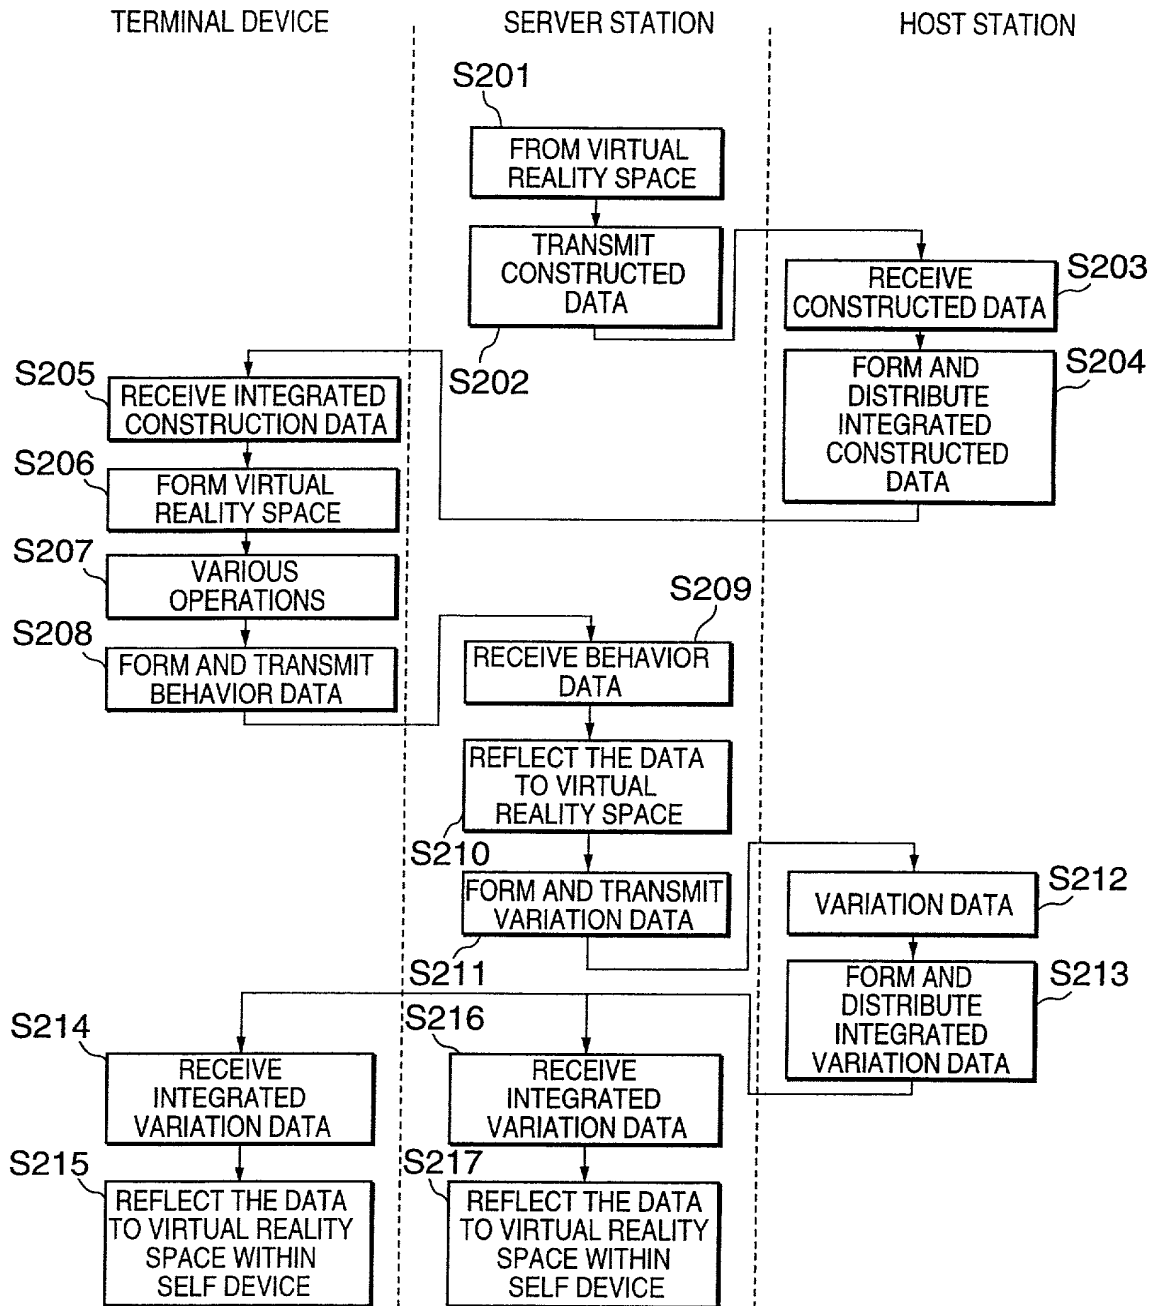 TERMINAL DEVICE
SERVER STATION
HOST STATION
S201
FROM VIRTUAL
REALITY SPACE
TRANSMIT
CONSTRUCTED
DATA
S202
RECEIVE
CONSTRUCTED DATA
S203
FORM AND
DISTRIBUTE
INTEGRATED
CONSTRUCTED
DATA
S204
S205
RECEIVE INTEGRATED
CONSTRUCTION DATA
S206
FORM VIRTUAL
REALITY SPACE
S207
VARIOUS
OPERATIONS
S208
FORM AND TRANSMIT
BEHAVIOR DATA
S209
RECEIVE BEHAVIOR
DATA
REFLECT THE DATA
TO VIRTUAL
REALITY SPACE
S210
FORM AND TRANSMIT
VARIATION DATA
S211
VARIATION DATA
S212
FORM AND
DISTRIBUTE
INTEGRATED
VARIATION DATA
S213
S214
RECEIVE
INTEGRATED
VARIATION DATA
S215
REFLECT THE DATA
TO VIRTUAL REALITY
SPACE WITHIN
SELF DEVICE
S216
RECEIVE
INTEGRATED
VARIATION DATA
S217
REFLECT THE DATA
TO VIRTUAL REALITY
SPACE WITHIN
SELF DEVICE